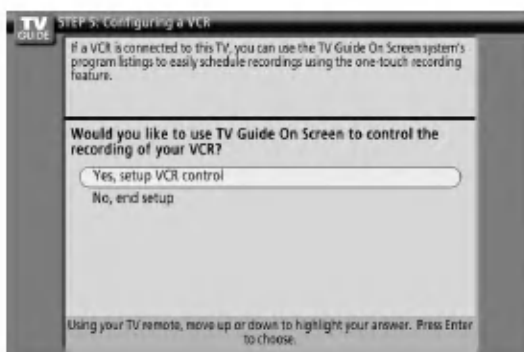 TV
GUIDE
STEP 5: Configuring a VCR
If a VCR is connected to this TV, you can use the TV Guide On Screen system's
program listings to easily schedule recordings using the one-touch recording
feature.
Would you like to use TV Guide On Screen to control the
recording of your VCR?
Yes, setup VCR control
No, end setup
Using your TV remote, move up or down to highlight your answer. Press Enter
to choose.